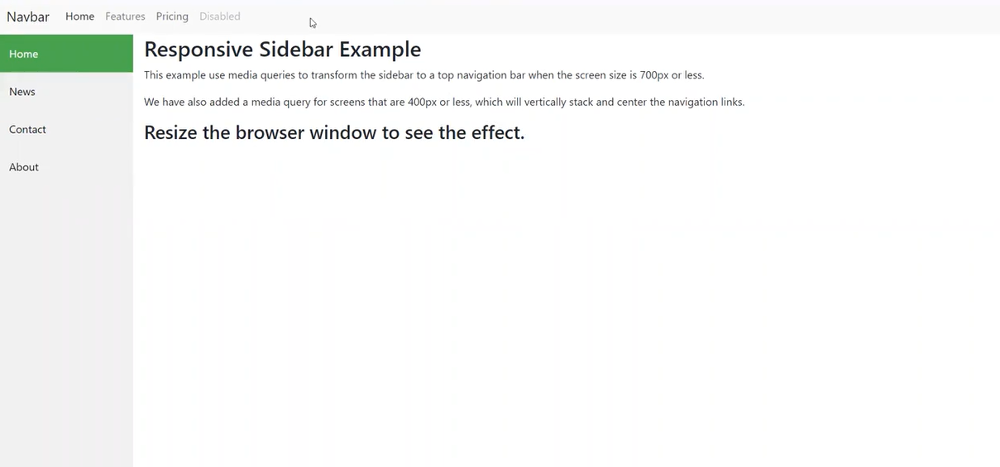 Navbar Home Features Pricing Disabled
Home
News
Contact
About
Responsive Sidebar Example
This example use media queries to transform the sidebar to a top navigation bar when the screen size is 700px or less.
We have also added a media query for screens that are 400px or less, which will vertically stack and center the navigation links.
Resize the browser window to see the effect.